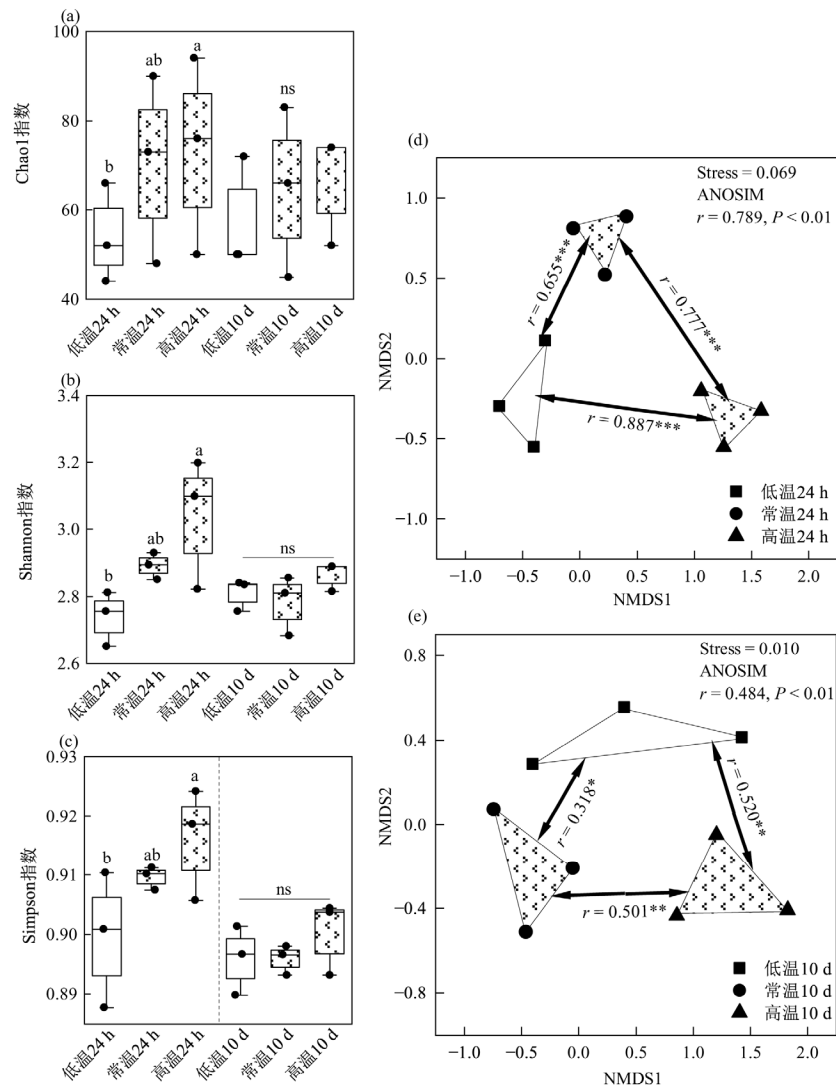 (a)
100
80
60
40
Chao1指数
b
ab
a
ns
低温24 h
常温24 h
高温24 h
低温10 d
常温10 d
高温10 d
(b)
3.4
3.2
3.0
2.8
2.6
Shannon指数
b
ab
a
ns
低温24 h
常温24 h
高温24 h
低温10 d
常温10 d
高温10 d
(c)
0.93
0.92
0.91
0.90
0.89
Simpson指数
b
ab
a
ns
低温24 h
常温24 h
高温24 h
低温10 d
常温10 d
高温10 d
(d)
Stress = 0.069
ANOSIM
r = 0.789, P < 0.01
1.0
0.5
0.0
−0.5
−1.0
NMDS2
r = 0.655***
r = 0.777***
r = 0.887***
低温24 h
常温24 h
高温24 h
−1.0 −0.5 0.0 0.5 1.0 1.5 2.0
NMDS1
(e)
Stress = 0.010
ANOSIM
r = 0.484, P < 0.01
0.8
0.4
0.0
−0.4
−0.8
NMDS2
r = 0.318*
r = 0.520**
r = 0.501**
低温10 d
常温10 d
高温10 d
−1.0 −0.5 0.0 0.5 1.0 1.5 2.0
NMDS1